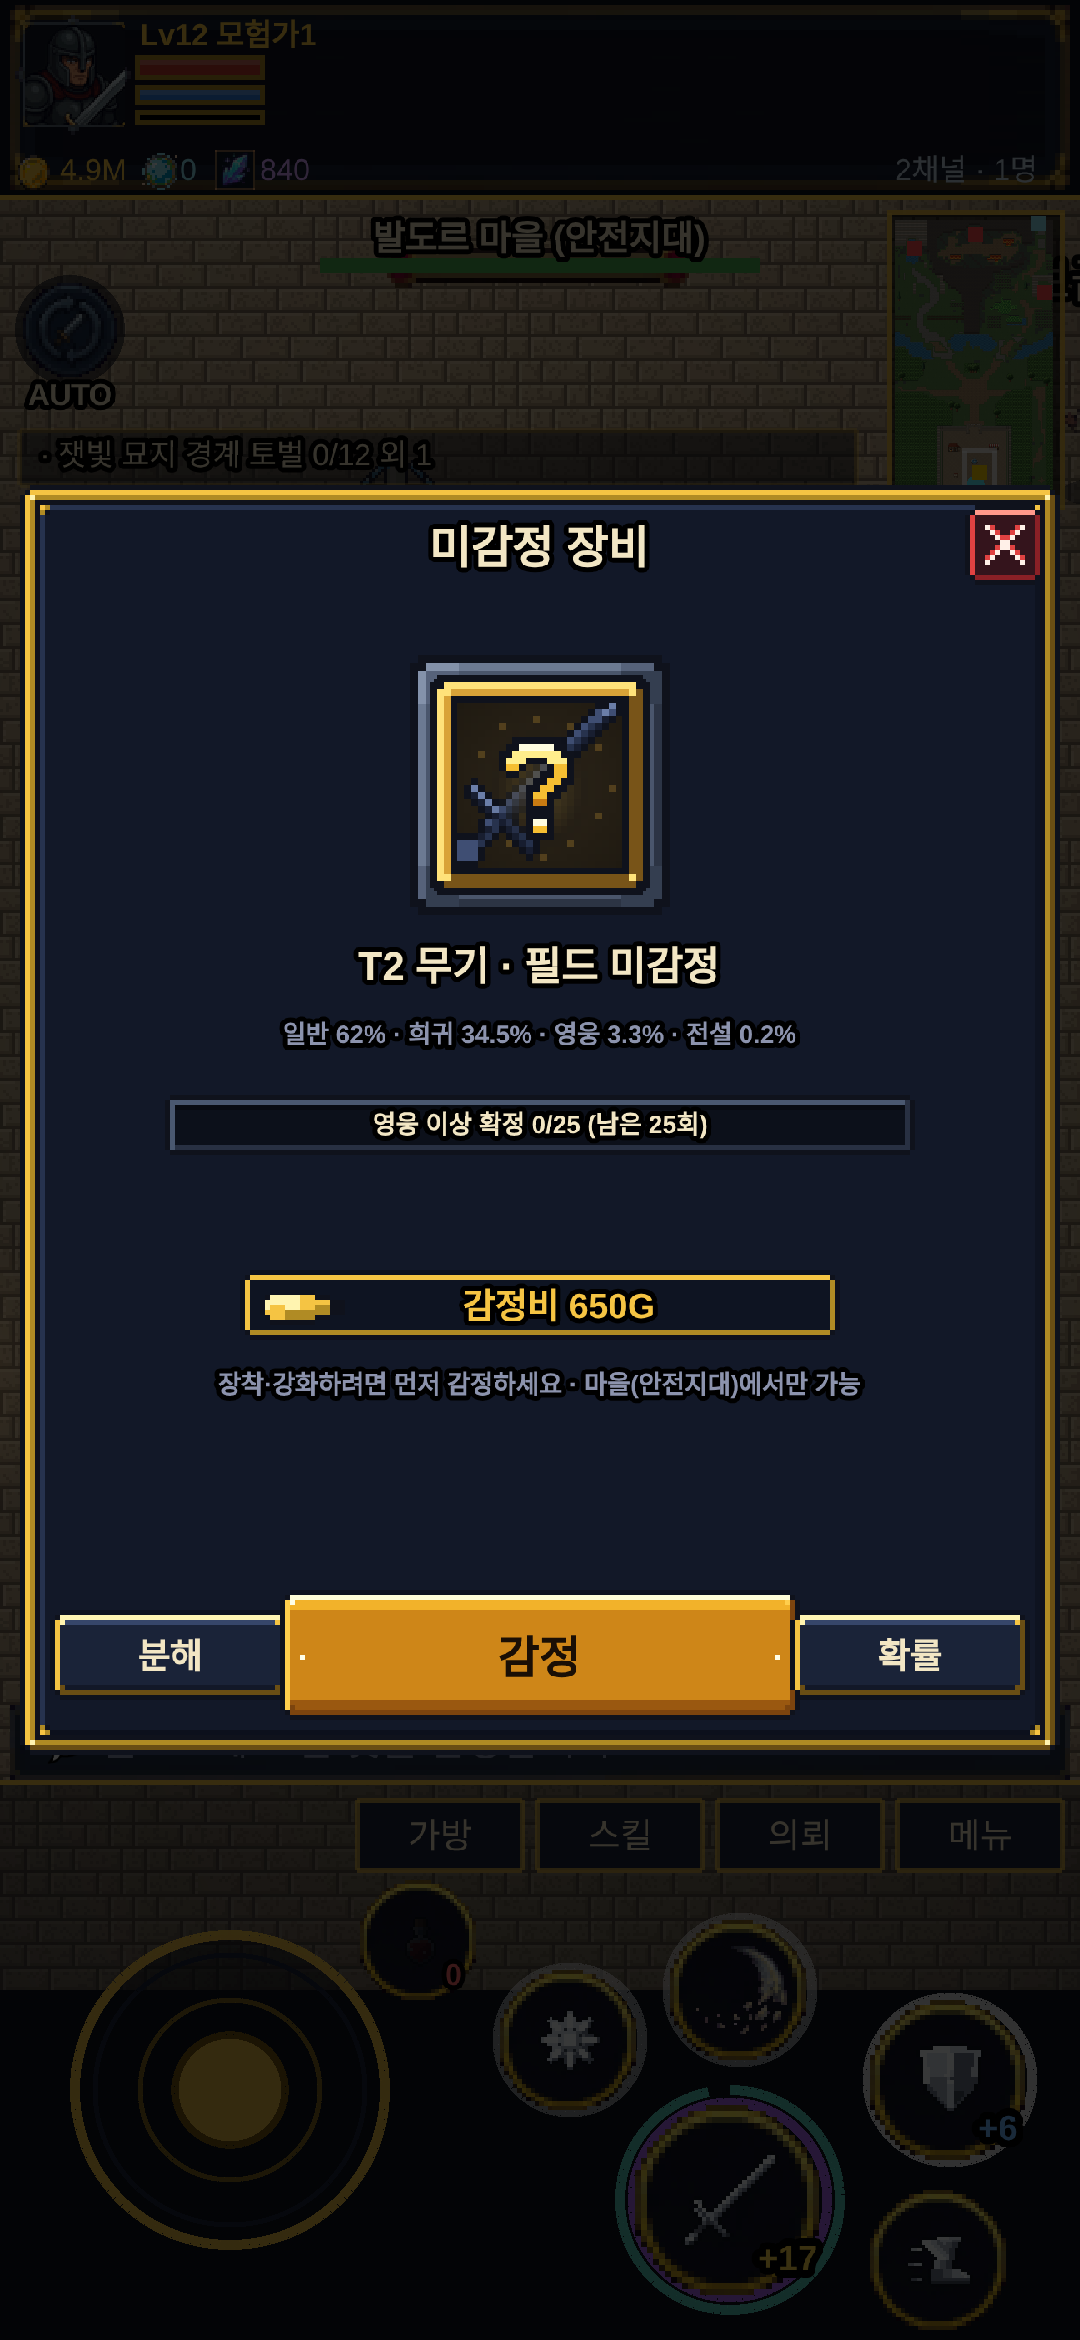 Lv12 모험가1
4.9M 0 840 2채널 · 1명
발도르 마을 (안전지대)
AUTO
· 잿빛 묘지 경계 토벌 0/12 외 1
미감정 장비
?
T2 무기 · 필드 미감정
일반 62% · 희귀 34.5% · 영웅 3.3% · 전설 0.2%
영웅 이상 확정 0/25 (남은 25회)
감정비 650G
장착·강화하려면 먼저 감정하세요 · 마을(안전지대)에서만 가능
분해 감정 확률
가방 스킬 의뢰 메뉴
0
+6
+17